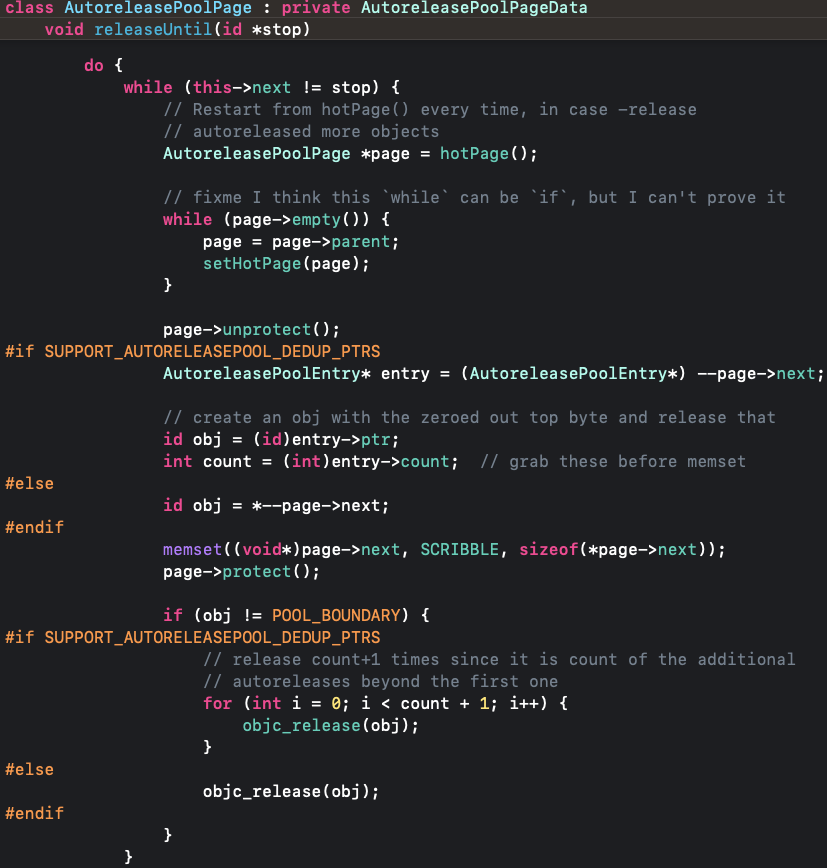 class AutoreleasePoolPage : private AutoreleasePoolPageData
    void releaseUntil(id *stop)
        do {
            while (this->next != stop) {
                // Restart from hotPage() every time, in case -release
                // autoreleased more objects
                AutoreleasePoolPage *page = hotPage();

                // fixme I think this `while` can be `if`, but I can't prove it
                while (page->empty()) {
                    page = page->parent;
                    setHotPage(page);
                }

                page->unprotect();
#if SUPPORT_AUTORELEASEPOOL_DEDUP_PTRS
                AutoreleasePoolEntry* entry = (AutoreleasePoolEntry*) --page->next;

                // create an obj with the zeroed out top byte and release that
                id obj = (id)entry->ptr;
                int count = (int)entry->count;  // grab these before memset
#else
                id obj = *--page->next;
#endif
                memset((void*)page->next, SCRIBBLE, sizeof(*page->next));
                page->protect();

                if (obj != POOL_BOUNDARY) {
#if SUPPORT_AUTORELEASEPOOL_DEDUP_PTRS
                    // release count+1 times since it is count of the additional
                    // autoreleases beyond the first one
                    for (int i = 0; i < count + 1; i++) {
                        objc_release(obj);
                    }
#else
                    objc_release(obj);
#endif
                }
            }